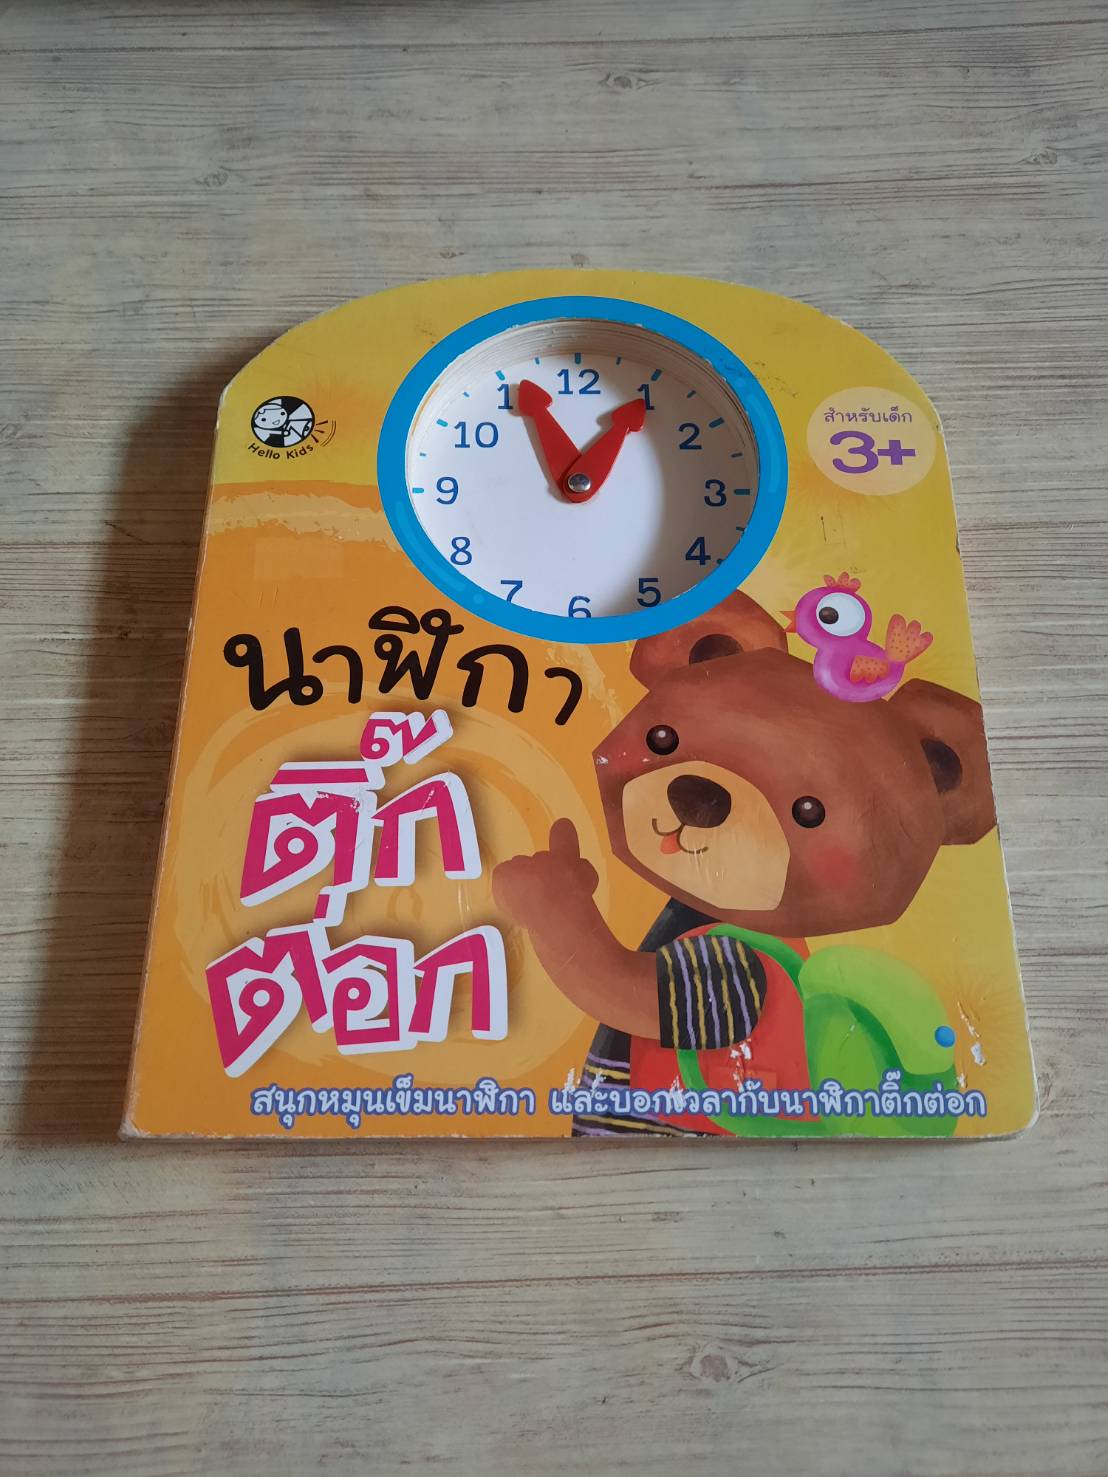 12
1
2
3
4
5
6
7
8
9
10
Hello Kids
สำหรับเด็ก
3+
นาฬิกา
ติ๊ก
ต่อก
สนุกหมุนเข็มนาฬิกา และบอกเวลากับนาฬิกาติ๊กต่อก